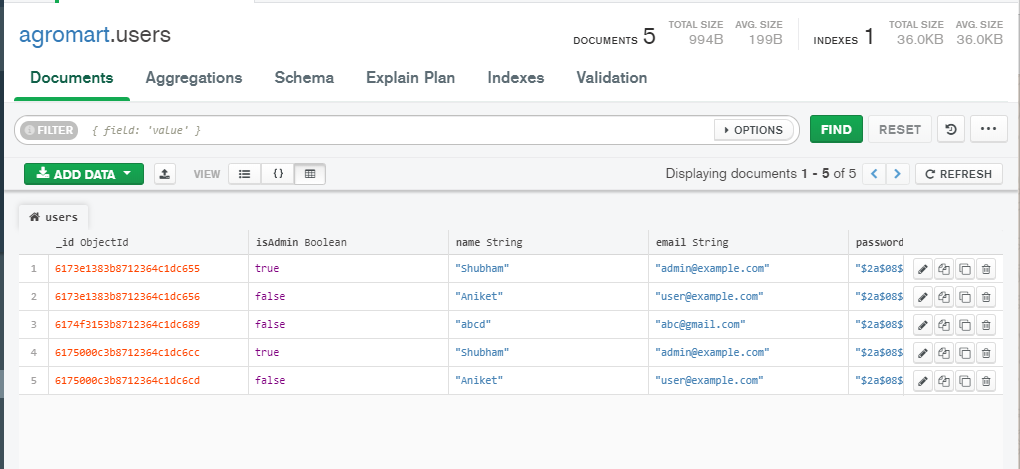 agromart.users
DOCUMENTS 5 TOTAL SIZE 994B AVG. SIZE 199B INDEXES 1 TOTAL SIZE 36.0KB AVG. SIZE 36.0KB
Documents Aggregations Schema Explain Plan Indexes Validation
FILTER { field: 'value' } OPTIONS FIND RESET
ADD DATA VIEW {} Displaying documents 1 - 5 of 5 REFRESH
users
_id ObjectId isAdmin Boolean name String email String password
1 6173e1383b8712364c1dc655 true "Shubham" "admin@example.com" "$2a$08$
2 6173e1383b8712364c1dc656 false "Aniket" "user@example.com" "$2a$08$
3 6174f3153b8712364c1dc689 false "abcd" "abc@gmail.com" "$2a$08$
4 6175000c3b8712364c1dc6cc true "Shubham" "admin@example.com" "$2a$08$
5 6175000c3b8712364c1dc6cd false "Aniket" "user@example.com" "$2a$08$